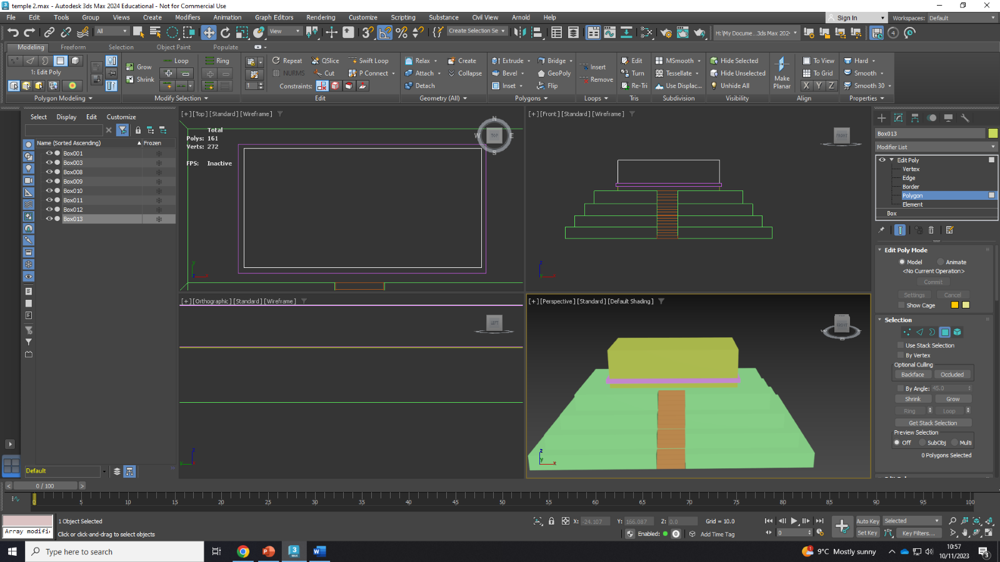 temple 2.max - Autodesk 3ds Max 2024 Educational - Not for Commercial Use
File Edit Tools Group Views Create Modifiers Animation Graph Editors Rendering Customize Scripting Substance Civil View Arnold Help
Sign In Workspaces: Default
All View Create Selection Se H:\My Docume...3ds Max 202
Modeling Freeform Selection Object Paint Populate
1: Edit Poly
Polygon Modeling
Grow
Shrink
Loop
Ring
Modify Selection
Repeat QSlice Swift Loop
NURMS Cut P Connect
Constraints:
Edit
Relax Create
Attach Collapse
Detach
Geometry (All)
Extrude Bridge
Bevel GeoPoly
Inset Flip
Polygons
Insert
Remove
Loops
Edit
Turn
Re-Tri
Tris
MSmooth
Tessellate
Use Displac...
Subdivision
Hide Selected
Hide Unselected
Unhide All
Visibility
Make
Planar
To View
To Grid
X Y Z
Align
Hard
Smooth
Smooth 30
Properties
Select Display Edit Customize
Name (Sorted Ascending) Frozen
Box001
Box003
Box008
Box009
Box010
Box011
Box012
Box013
Default
[+] [Top] [Standard] [Wireframe]
Total
Polys: 161
Verts: 272
FPS: Inactive
N
W TOP E
S
[+] [Front] [Standard] [Wireframe]
FRONT
[+] [Orthographic] [Standard] [Wireframe]
LEFT
[+] [Perspective] [Standard] [Default Shading]
FRONT
Box013
Modifier List
Edit Poly
Vertex
Edge
Border
Polygon
Element
Box
Edit Poly Mode
Model Animate
<No Current Operation>
Commit
Settings Cancel
Show Cage
Selection
Use Stack Selection
By Vertex
Optional Culling
Backface Occluded
By Angle: 45.0
Shrink Grow
Ring Loop
Get Stack Selection
Preview Selection
Off SubObj Multi
0 Polygons Selected
0 / 100
0 5 10 15 20 25 30 35 40 45 50 55 60 65 70 75 80 85 90 95 100
1 Object Selected
Array modifi
Click or click-and-drag to select objects
X: -24.107 Y: 166.087 Z: 0.0 Grid = 10.0
Enabled: 0 Add Time Tag
0
Auto Key Selected
Set Key Key Filters...
Type here to search
9°C Mostly sunny
10:57
10/11/2023
3